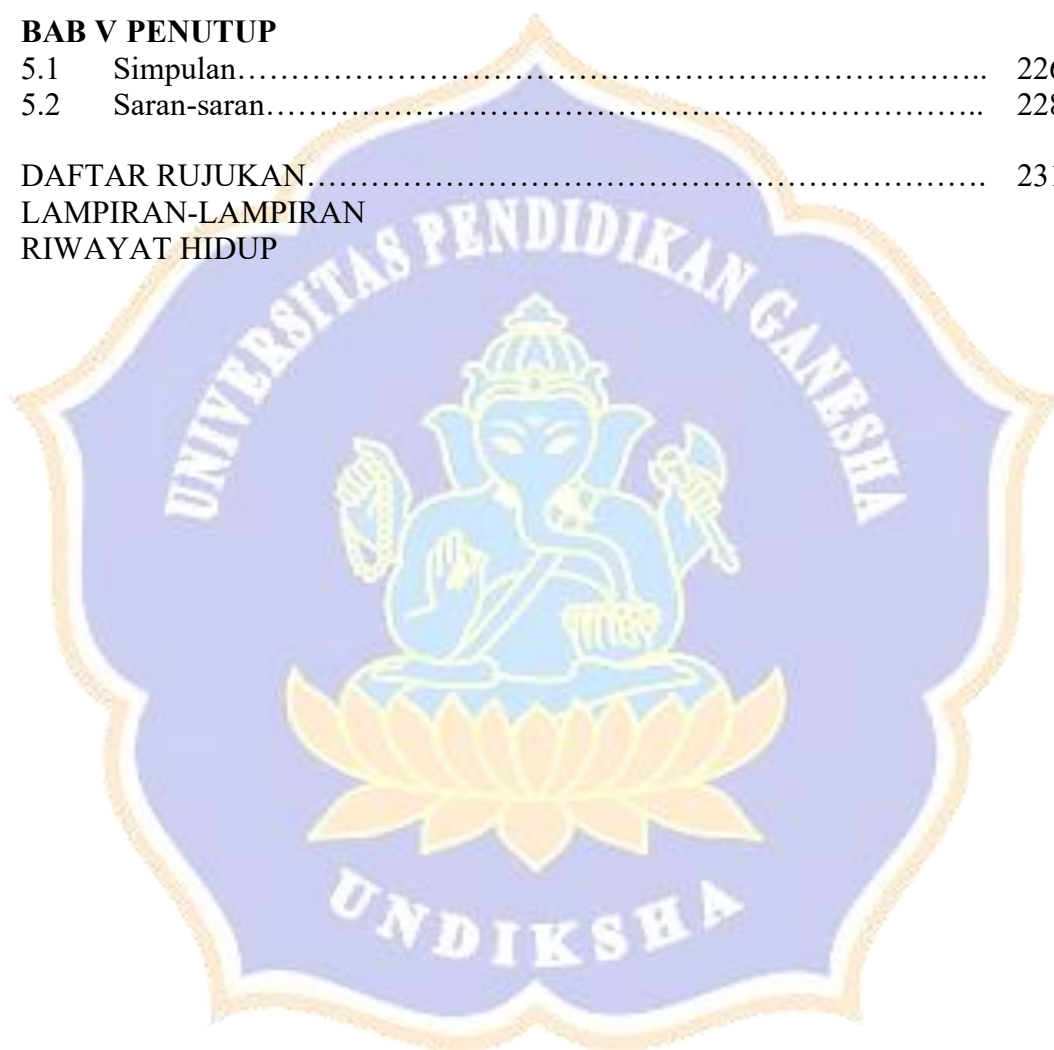 BAB V PENUTUP
5.1 Simpulan……………………………………………………………….. 226
5.2 Saran-saran…………………………………………………………….. 228
DAFTAR RUJUKAN…………………………………………………………. 231
LAMPIRAN-LAMPIRAN
RIWAYAT HIDUP
UNIVERSITAS PENDIDIKAN GANESHA
UNDIKSHA